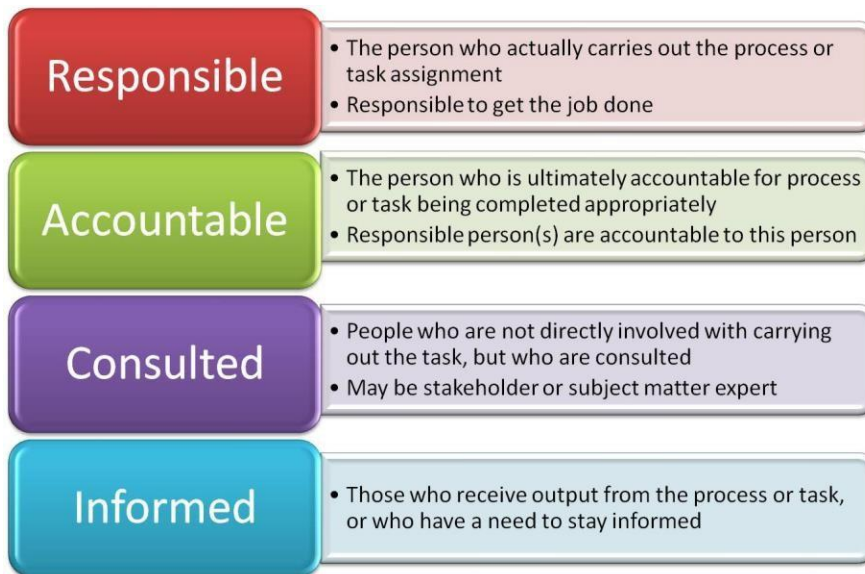 Responsible
• The person who actually carries out the process or
task assignment
• Responsible to get the job done
Accountable
• The person who is ultimately accountable for process
or task being completed appropriately
• Responsible person(s) are accountable to this person
Consulted
• People who are not directly involved with carrying
out the task, but who are consulted
• May be stakeholder or subject matter expert
Informed
• Those who receive output from the process or task,
or who have a need to stay informed